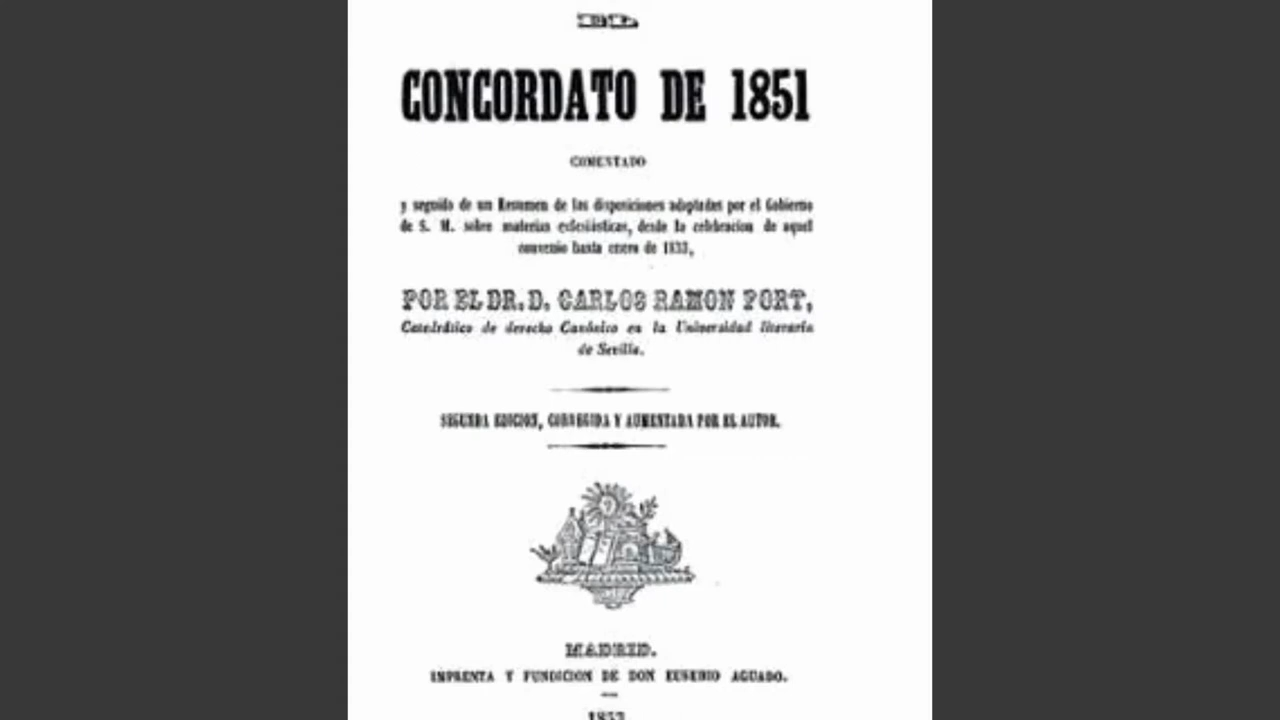 EL
CONCORDATO DE 1851
COMENTADO
y seguido de un Resumen de las disposiciones adoptadas por el Gobierno
de S. M. sobre materias eclesiásticas, desde la celebracion de aquel
convenio hasta enero de 1853,
POR EL DR. D. CARLOS RAMON FORT,
Catedrático de derecho Canónico en la Universidad literaria
de Sevilla.
SEGUNDA EDICION, CORREGIDA Y AUMENTADA POR EL AUTOR.
MADRID.
IMPRENTA Y FUNDICION DE DON EUSEBIO AGUADO.
1853